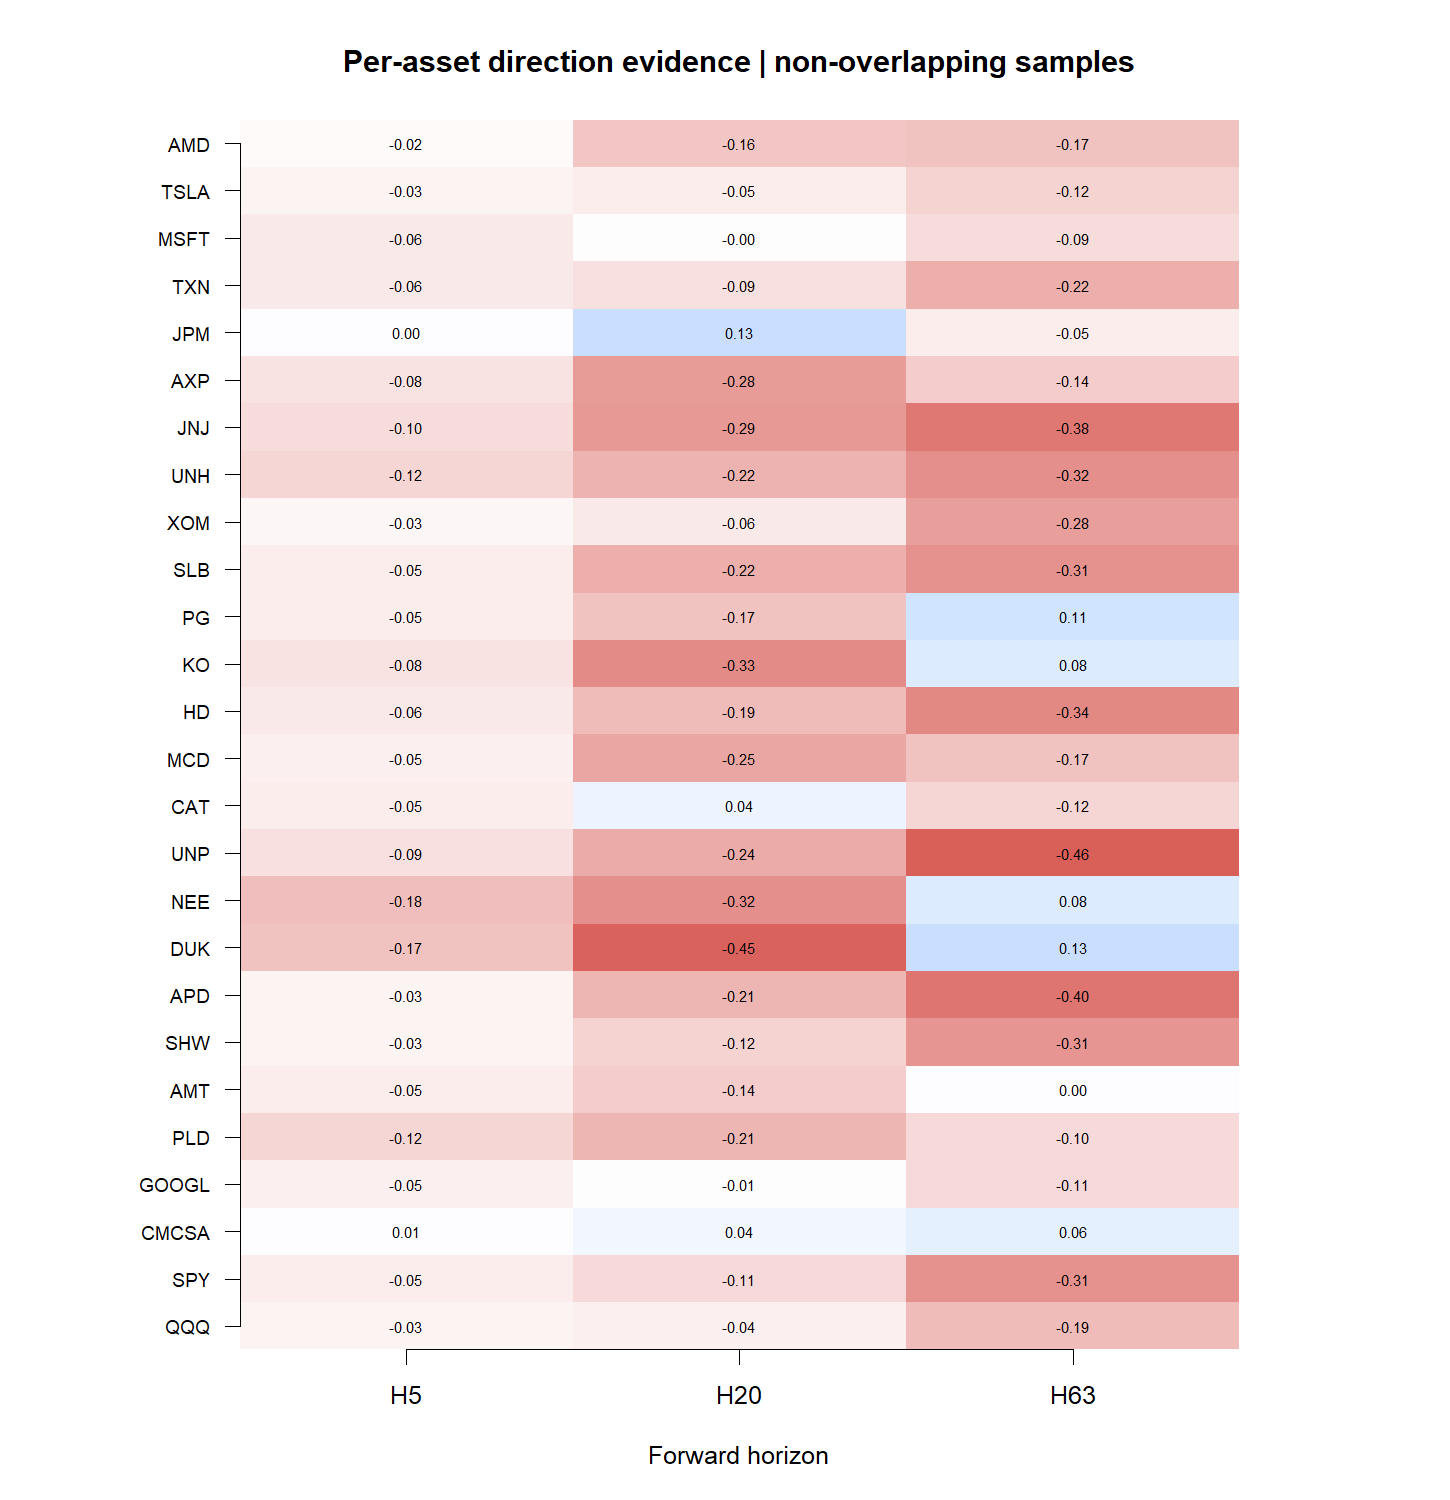 Per-asset direction evidence | non-overlapping samples
AMD -0.02 -0.16 -0.17
TSLA -0.03 -0.05 -0.12
MSFT -0.06 -0.00 -0.09
TXN -0.06 -0.09 -0.22
JPM 0.00 0.13 -0.05
AXP -0.08 -0.28 -0.14
JNJ -0.10 -0.29 -0.38
UNH -0.12 -0.22 -0.32
XOM -0.03 -0.06 -0.28
SLB -0.05 -0.22 -0.31
PG -0.05 -0.17 0.11
KO -0.08 -0.33 0.08
HD -0.06 -0.19 -0.34
MCD -0.05 -0.25 -0.17
CAT -0.05 0.04 -0.12
UNP -0.09 -0.24 -0.46
NEE -0.18 -0.32 0.08
DUK -0.17 -0.45 0.13
APD -0.03 -0.21 -0.40
SHW -0.03 -0.12 -0.31
AMT -0.05 -0.14 0.00
PLD -0.12 -0.21 -0.10
GOOGL -0.05 -0.01 -0.11
CMCSA 0.01 0.04 0.06
SPY -0.05 -0.11 -0.31
QQQ -0.03 -0.04 -0.19
H5 H20 H63
Forward horizon